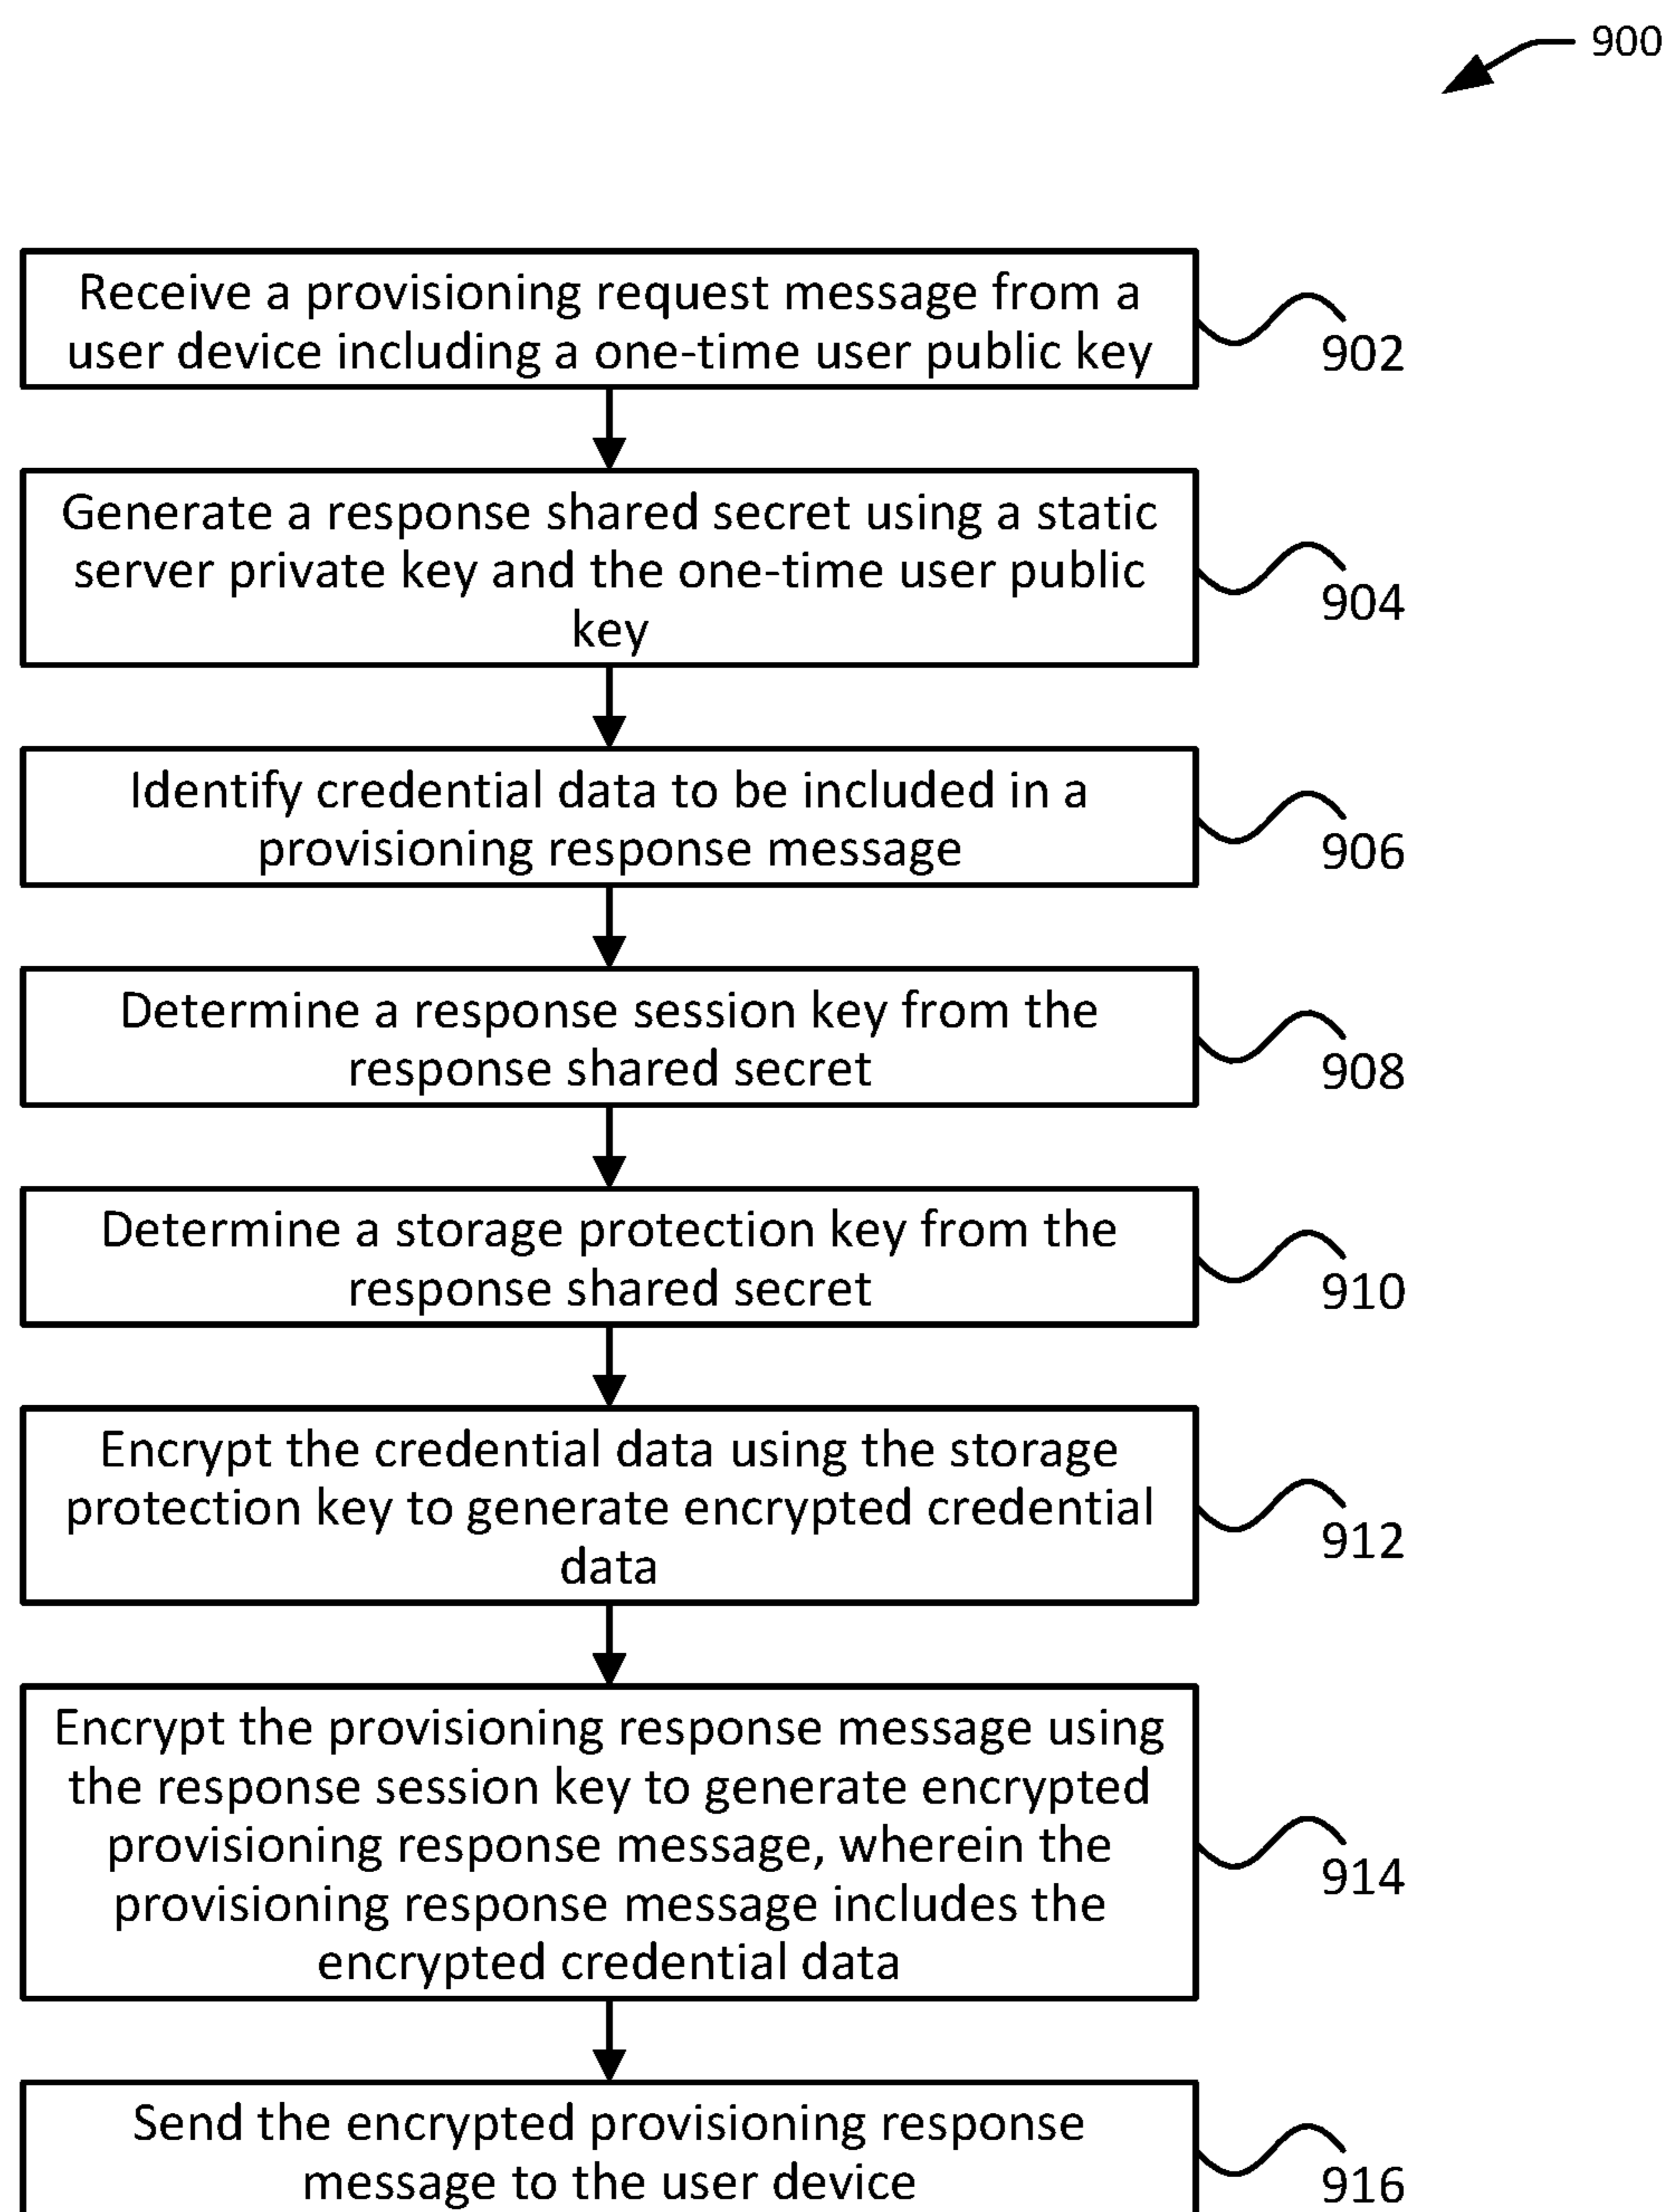 900
Receive a provisioning request message from a
user device including a one-time user public key
902
Generate a response shared secret using a static
server private key and the one-time user public
key
904
Identify credential data to be included in a
provisioning response message
906
Determine a response session key from the
response shared secret
908
Determine a storage protection key from the
response shared secret
910
Encrypt the credential data using the storage
protection key to generate encrypted credential
data
912
Encrypt the provisioning response message using
the response session key to generate encrypted
provisioning response message, wherein the
provisioning response message includes the
encrypted credential data
914
Send the encrypted provisioning response
message to the user device
916